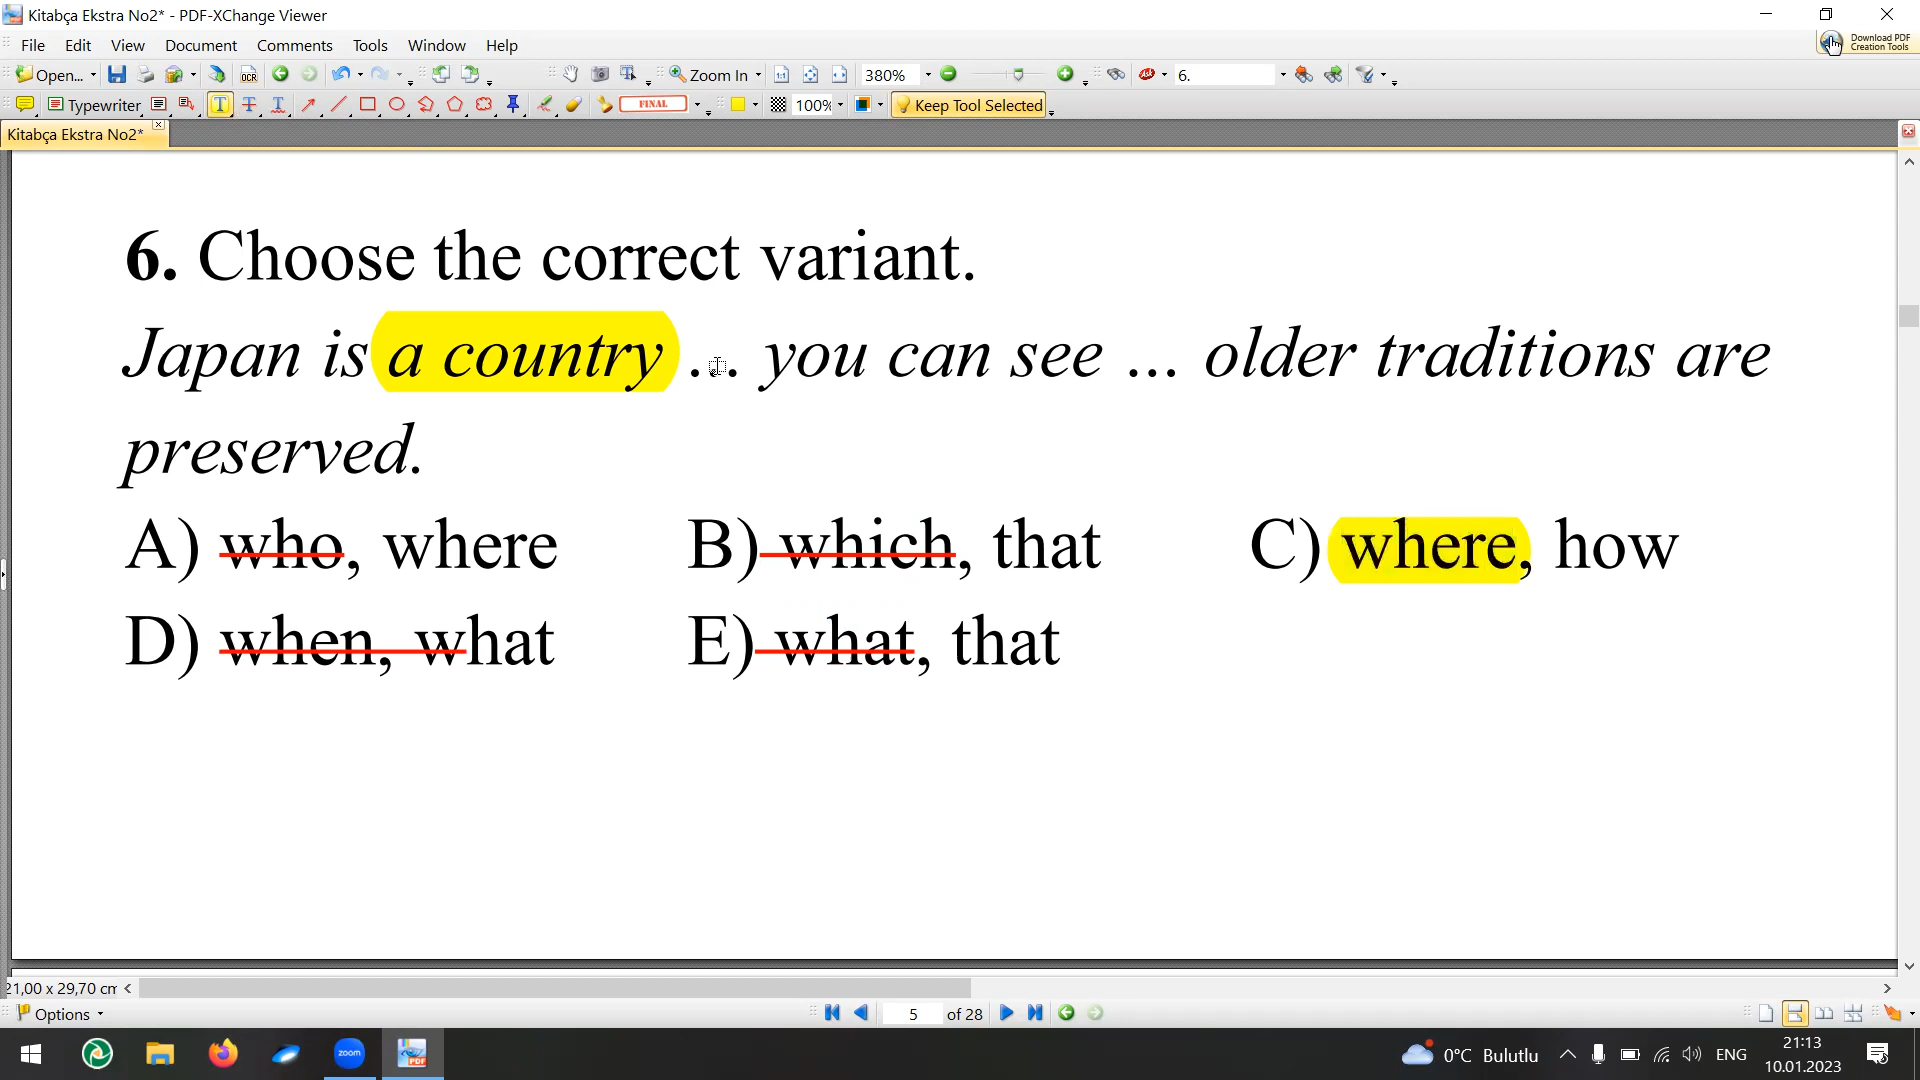 Kitabça Ekstra No2* - PDF-XChange Viewer
File Edit View Document Comments Tools Window Help
Download PDF
Creation Tools
Open... OCR Zoom In 380% 6.
Typewriter FINAL 100% Keep Tool Selected
Kitabça Ekstra No2*
6. Choose the correct variant.
Japan is a country ... you can see ... older traditions are
preserved.
A) who, where B) which, that C) where, how
D) when, what E) what, that
21,00 x 29,70 cm
Options 5 of 28
zoom PDF 0°C Bulutlu ENG 21:13
10.01.2023